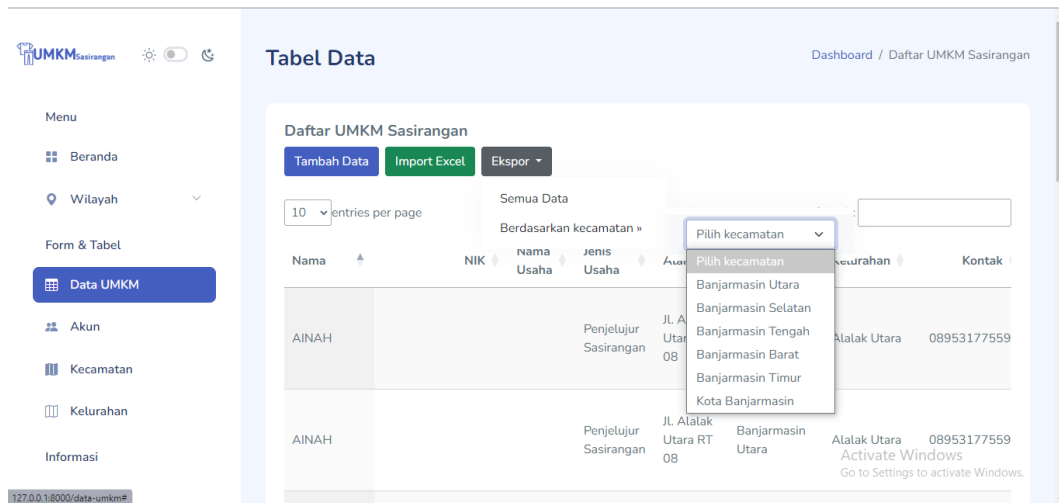 UMKM Sasirangan
Tabel Data
Dashboard / Daftar UMKM Sasirangan
Menu
Beranda
Wilayah
Form & Tabel
Data UMKM
Akun
Kecamatan
Kelurahan
Informasi
Daftar UMKM Sasirangan
Tambah Data
Import Excel
Ekspor
Semua Data
Berdasarkan kecamatan »
10 entries per page
:
Pilih kecamatan
Pilih kecamatan
Banjarmasin Utara
Banjarmasin Selatan
Banjarmasin Tengah
Banjarmasin Barat
Banjarmasin Timur
Kota Banjarmasin
Nama
NIK
Nama
Usaha
Jenis
Usaha
Kelurahan
Kontak
AINAH
Penjelujur
Sasirangan
Jl. A
Utar
08
Alalak Utara
08953177559
AINAH
Penjelujur
Sasirangan
Jl. Alalak
Utara RT
08
Banjarmasin
Utara
Alalak Utara
08953177559
Activate Windows
Go to Settings to activate Windows.
127.0.0.1:8000/data-umkm#